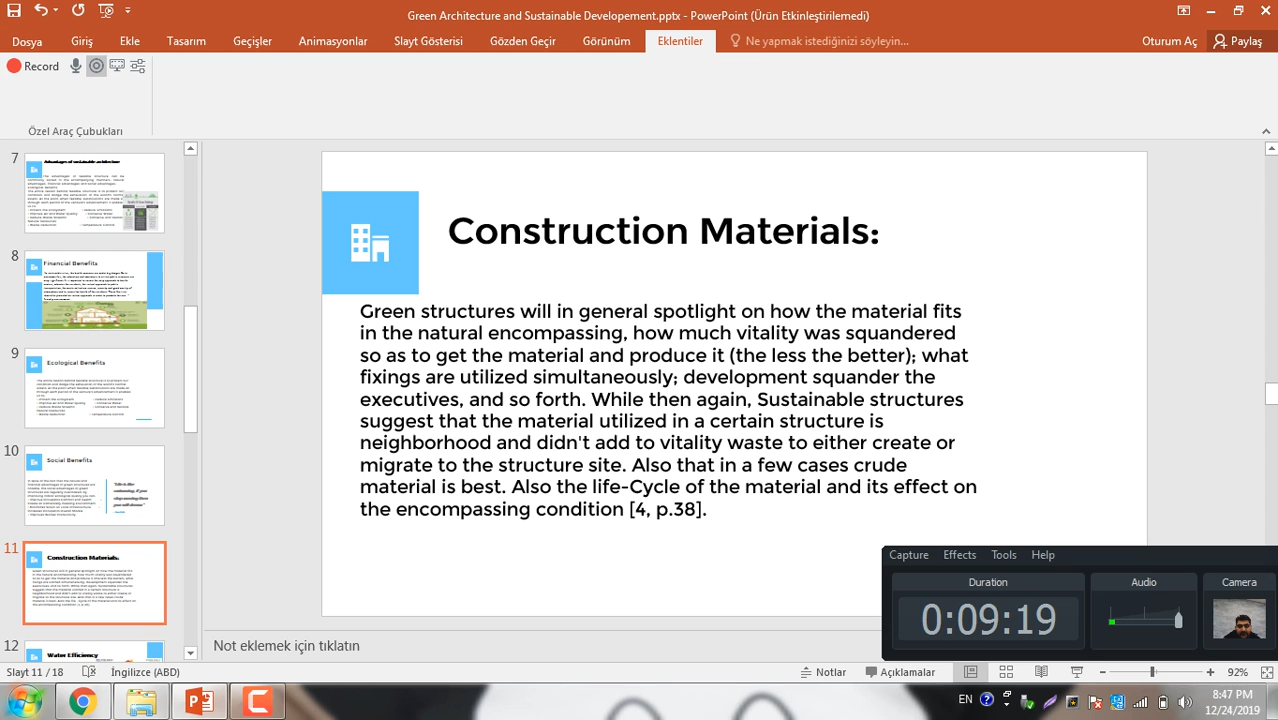 Green Architecture and Sustainable Developement.pptx - PowerPoint (Ürün Etkinleştirilemedi)
Dosya Giriş Ekle Tasarım Geçişler Animasyonlar Slayt Gösterisi Gözden Geçir Görünüm Eklentiler Ne yapmak istediğinizi söyleyin... Oturum Aç Paylaş
Record
Özel Araç Çubukları
7
Advantages of sustainable architecture
8
Financial Benefits
9
Ecological Benefits
10
Social Benefits
11
Construction Materials:
12
Water Efficiency
Construction Materials:
Green structures will in general spotlight on how the material fits
in the natural encompassing, how much vitality was squandered
so as to get the material and produce it (the less the better); what
fixings are utilized simultaneously; development squander the
executives, and so forth. While then again, Sustainable structures
suggest that the material utilized in a certain structure is
neighborhood and didn't add to vitality waste to either create or
migrate to the structure site. Also that in a few cases crude
material is best. Also the life-Cycle of the material and its effect on
the encompassing condition [4, p.38].
Capture Effects Tools Help
Duration Audio Camera
0:09:19
Not eklemek için tıklatın
Slayt 11 / 18 İngilizce (ABD) Notlar Açıklamalar 92%
EN 8:47 PM
12/24/2019